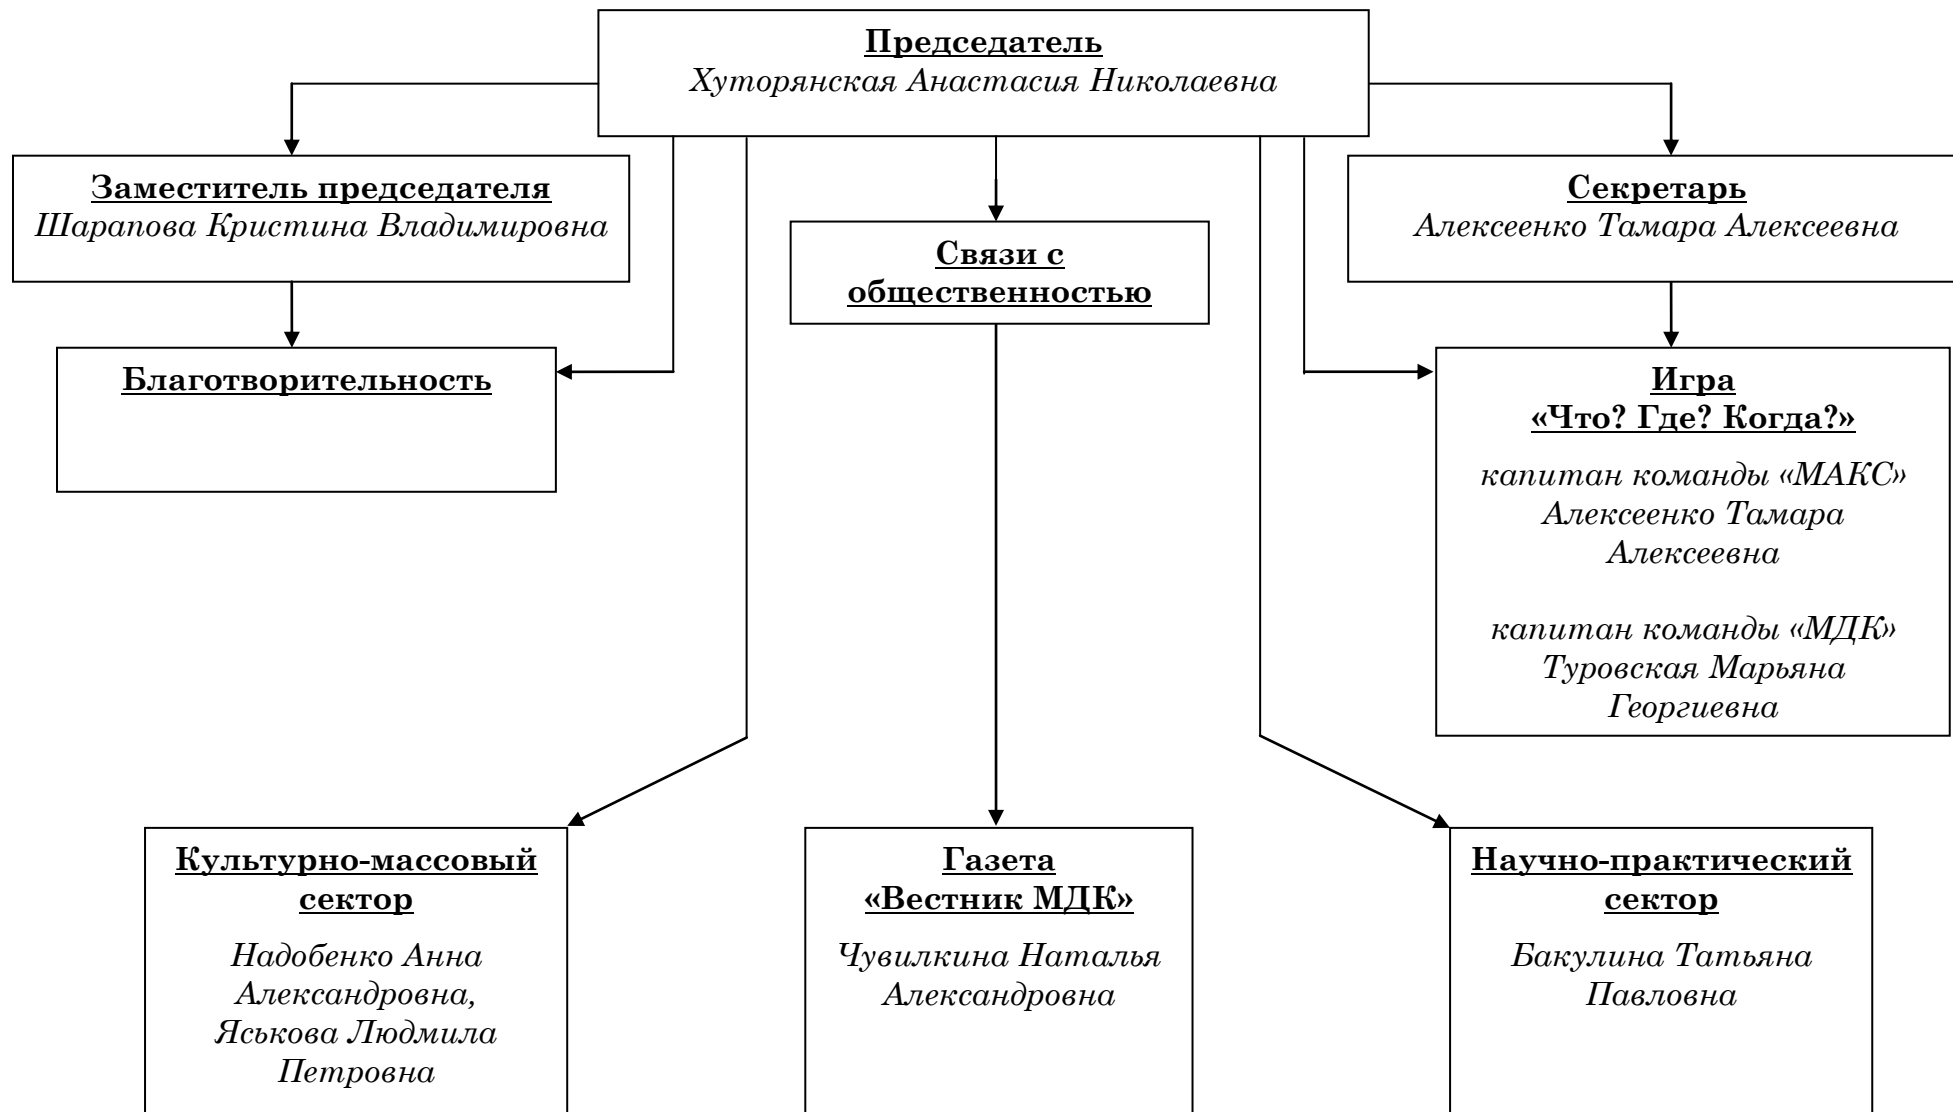 Председатель
Хуторянская Анастасия Николаевна
Заместитель председателя
Шарапова Кристина Владимировна
Связи с
общественностью
Секретарь
Алексеенко Тамара Алексеевна
Благотворительность
Игра
«Что? Где? Когда?»
капитан команды «МАКС»
Алексеенко Тамара
Алексеевна
капитан команды «МДК»
Туровская Марьяна
Георгиевна
Культурно-массовый
сектор
Надобенко Анна
Александровна,
Яськова Людмила
Петровна
Газета
«Вестник МДК»
Чувилкина Наталья
Александровна
Научно-практический
сектор
Бакулина Татьяна
Павловна